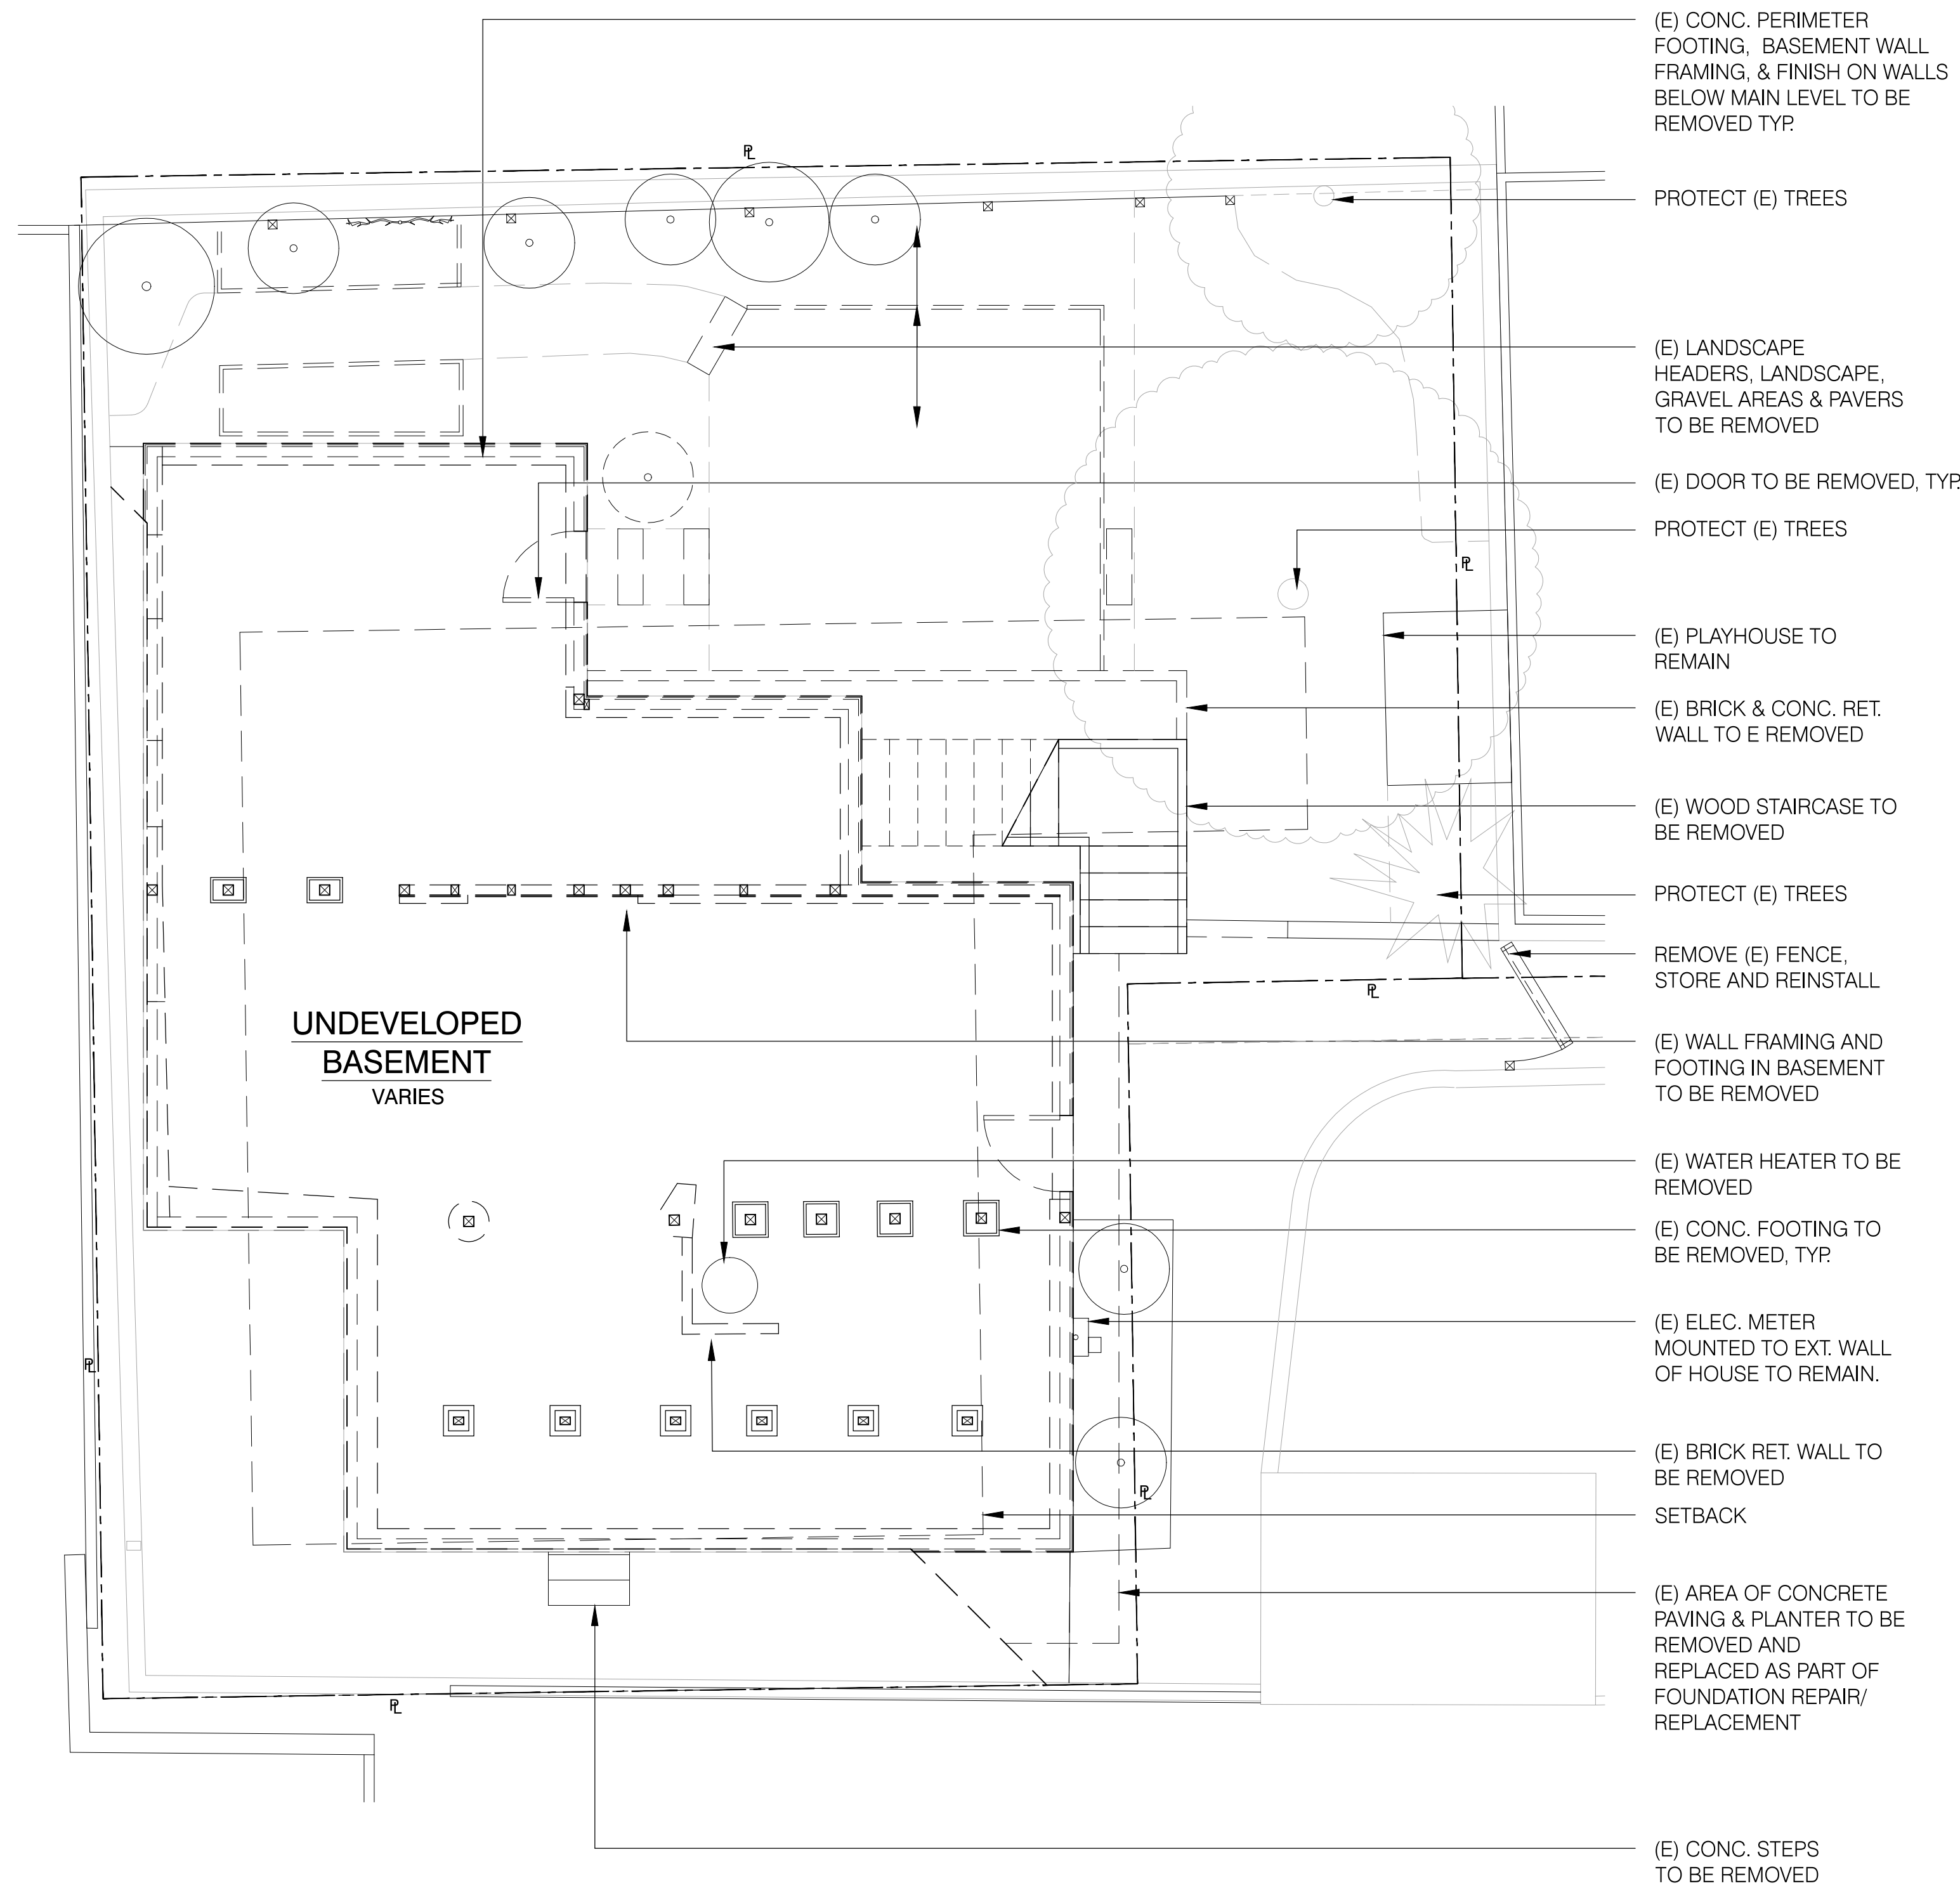 (E) CONC. PERIMETER
FOOTING, BASEMENT WALL
FRAMING, & FINISH ON WALLS
BELOW MAIN LEVEL TO BE
REMOVED TYP.
PL
PROTECT (E) TREES
(E) LANDSCAPE
HEADERS, LANDSCAPE,
GRAVEL AREAS & PAVERS
TO BE REMOVED
(E) DOOR TO BE REMOVED, TYP.
PROTECT (E) TREES
PL
(E) PLAYHOUSE TO
REMAIN
(E) BRICK & CONC. RET.
WALL TO E REMOVED
(E) WOOD STAIRCASE TO
BE REMOVED
PROTECT (E) TREES
REMOVE (E) FENCE,
STORE AND REINSTALL
PL
UNDEVELOPED
BASEMENT
VARIES
(E) WALL FRAMING AND
FOOTING IN BASEMENT
TO BE REMOVED
(E) WATER HEATER TO BE
REMOVED
(E) CONC. FOOTING TO
BE REMOVED, TYP.
(E) ELEC. METER
MOUNTED TO EXT. WALL
OF HOUSE TO REMAIN.
PL
(E) BRICK RET. WALL TO
BE REMOVED
PL
SETBACK
(E) AREA OF CONCRETE
PAVING & PLANTER TO BE
REMOVED AND
REPLACED AS PART OF
FOUNDATION REPAIR/
REPLACEMENT
PL
(E) CONC. STEPS
TO BE REMOVED